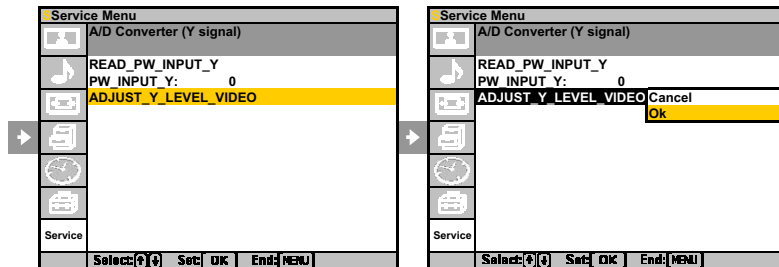 Service Menu
A/D Converter (Y signal)
READ_PW_INPUT_Y
PW_INPUT_Y: 0
ADJUST_Y_LEVEL_VIDEO
Service
Select: Set: OK End: MENU
Service Menu
A/D Converter (Y signal)
READ_PW_INPUT_Y
PW_INPUT_Y: 0
ADJUST_Y_LEVEL_VIDEO Cancel
Ok
Service
Select: Set: OK End: MENU